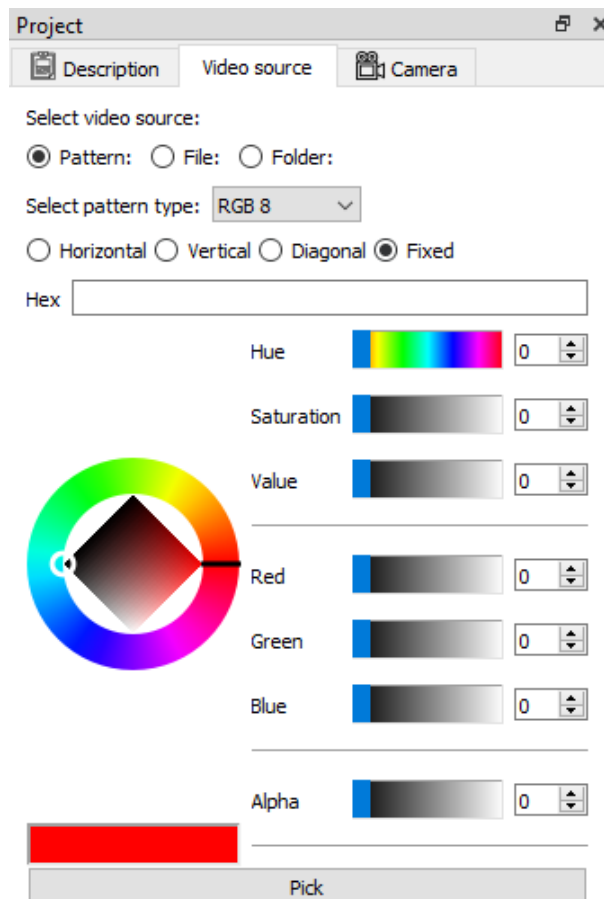 Project
Description Video source Camera
Select video source:
Pattern: File: Folder:
Select pattern type: RGB 8
Horizontal Vertical Diagonal Fixed
Hex
Hue 0
Saturation 0
Value 0
Red 0
Green 0
Blue 0
Alpha 0
Pick